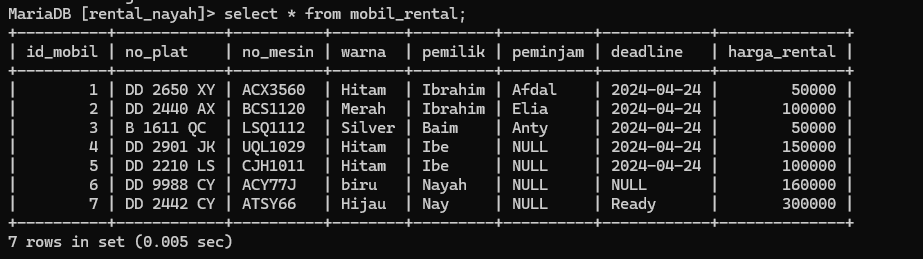 MariaDB [rental_nayah]> select * from mobil_rental;
+----------+------------+----------+--------+---------+----------+------------+--------------+
| id_mobil | no_plat    | no_mesin | warna  | pemilik | peminjam | deadline   | harga_rental |
+----------+------------+----------+--------+---------+----------+------------+--------------+
|        1 | DD 2650 XY | ACX3560  | Hitam  | Ibrahim | Afdal    | 2024-04-24 |        50000 |
|        2 | DD 2440 AX | BCS1120  | Merah  | Ibrahim | Elia     | 2024-04-24 |       100000 |
|        3 | B 1611 QC  | LSQ1112  | Silver | Baim    | Anty     | 2024-04-24 |        50000 |
|        4 | DD 2901 JK | UQL1029  | Hitam  | Ibe     | NULL     | 2024-04-24 |       150000 |
|        5 | DD 2210 LS | CJH1011  | Hitam  | Ibe     | NULL     | 2024-04-24 |       100000 |
|        6 | DD 9988 CY | ACY77J   | biru   | Nayah   | NULL     | NULL       |       160000 |
|        7 | DD 2442 CY | ATSY66   | Hijau  | Nay     | NULL     | Ready      |       300000 |
+----------+------------+----------+--------+---------+----------+------------+--------------+
7 rows in set (0.005 sec)